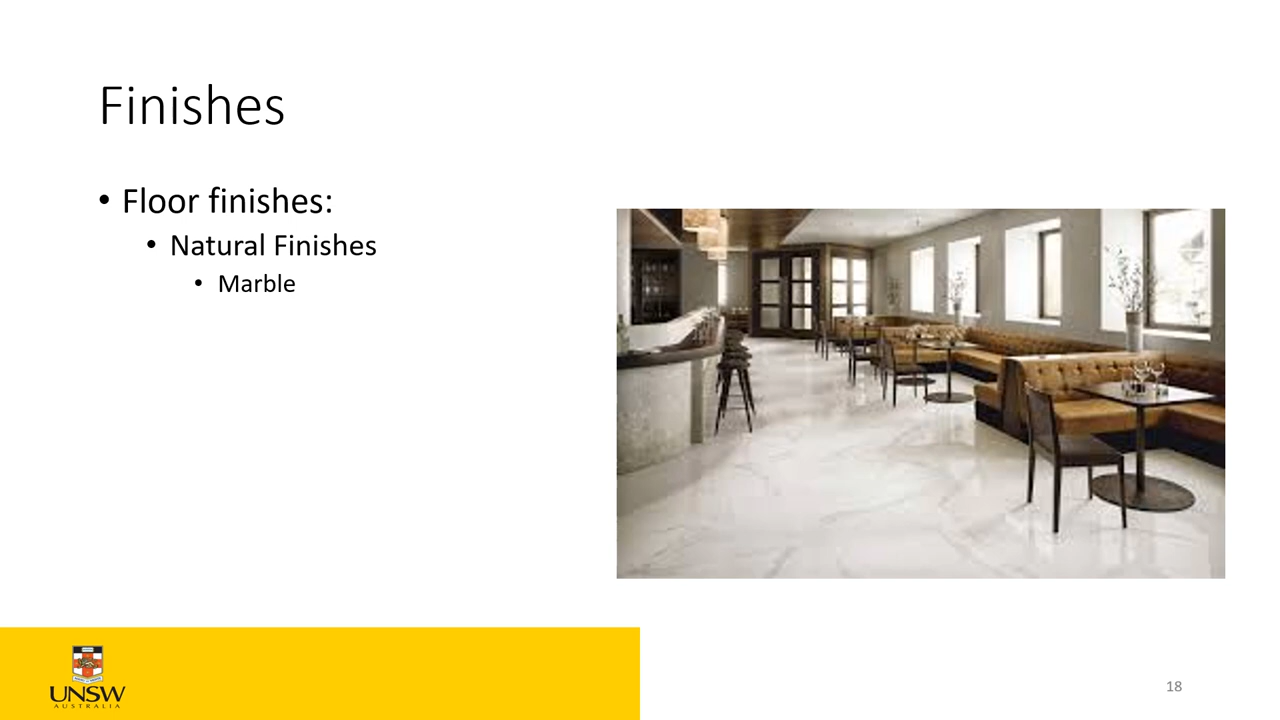 Finishes
• Floor finishes:
• Natural Finishes
• Marble
UNSW
AUSTRALIA
18